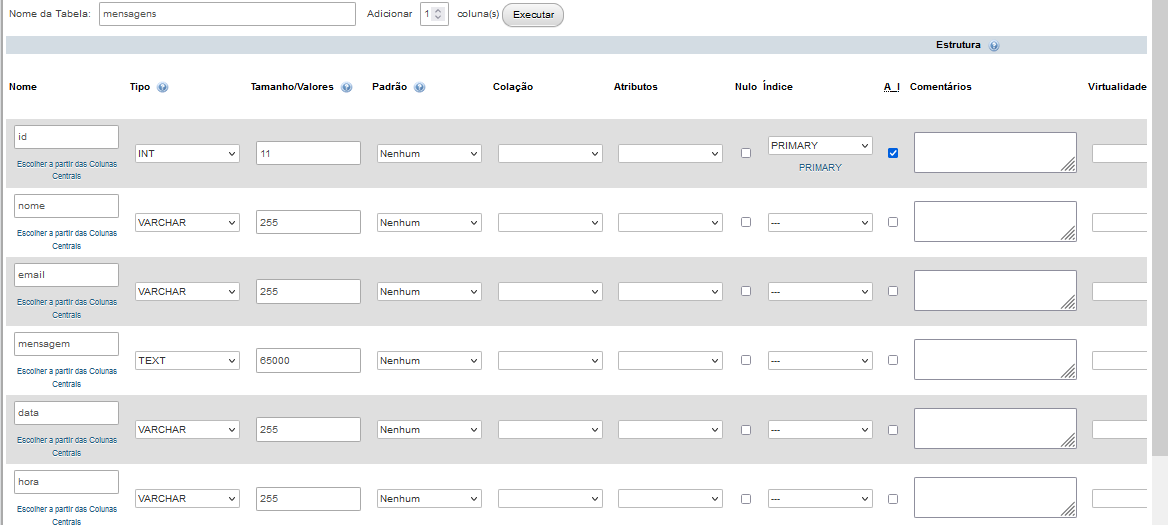 Nome da Tabela: mensagens Adicionar 1 coluna(s) Executar
Estrutura
Nome Tipo Tamanho/Valores Padrão Colação Atributos Nulo Índice A_I Comentários Virtualidade
id
INT 11 Nenhum PRIMARY
Escolher a partir das Colunas
Centrais
PRIMARY
nome
VARCHAR 255 Nenhum ---
Escolher a partir das Colunas
Centrais
email
VARCHAR 255 Nenhum ---
Escolher a partir das Colunas
Centrais
mensagem
TEXT 65000 Nenhum ---
Escolher a partir das Colunas
Centrais
data
VARCHAR 255 Nenhum ---
Escolher a partir das Colunas
Centrais
hora
VARCHAR 255 Nenhum ---
Escolher a partir das Colunas
Centrais